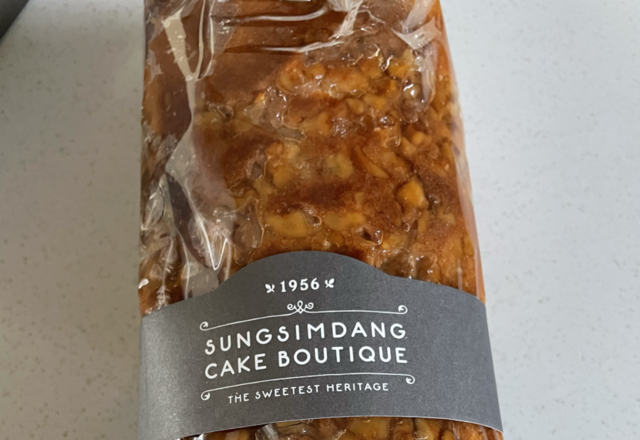 1956
SUNGSIMDANG
CAKE BOUTIQUE
THE SWEETEST HERITAGE